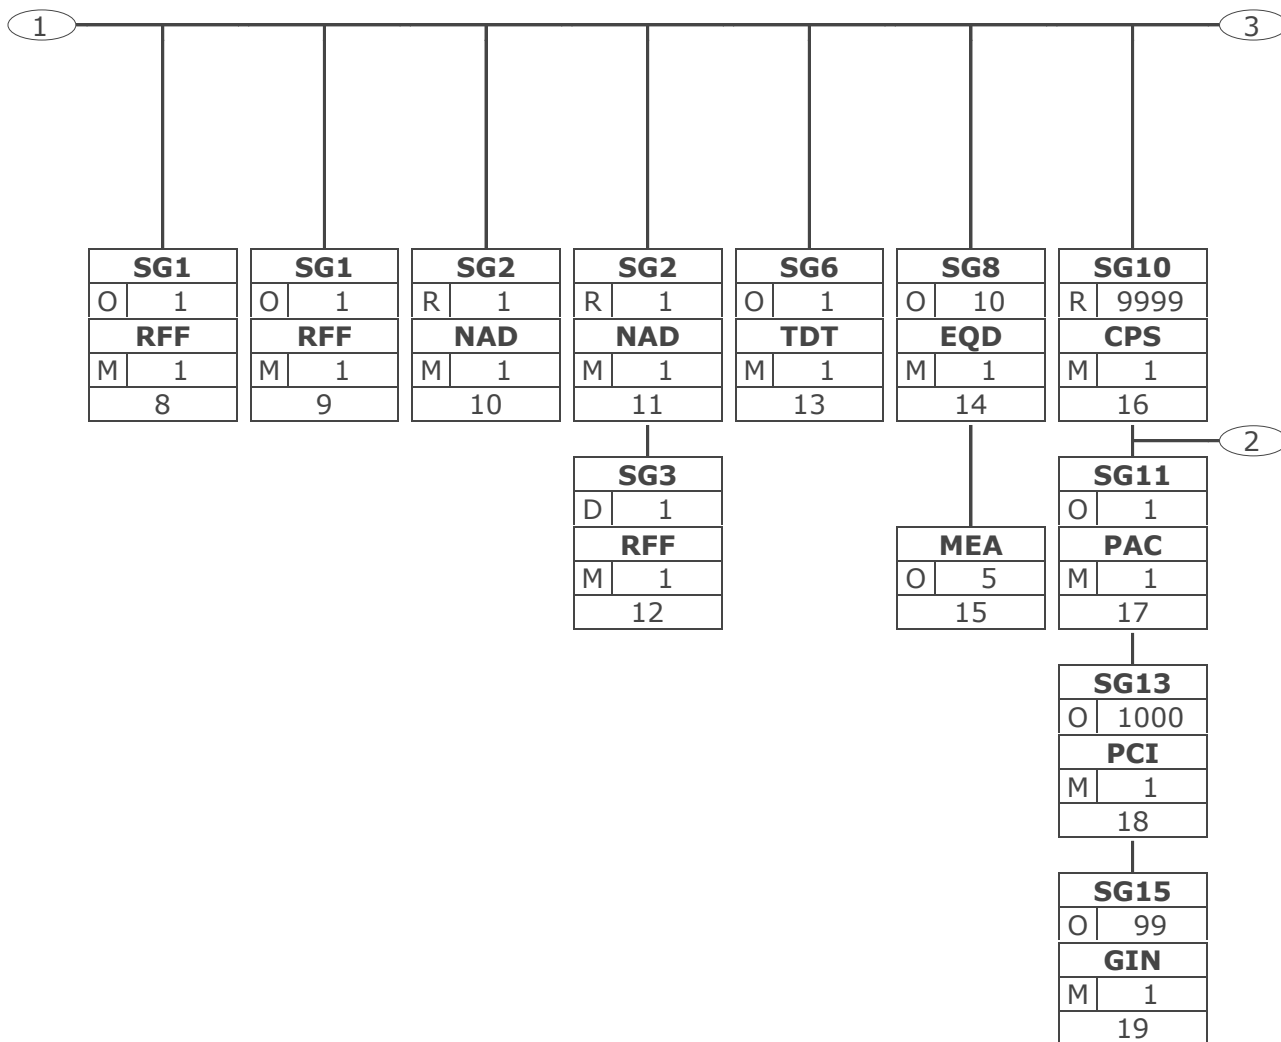 1 3
SG1 SG1 SG2 SG2 SG6 SG8 SG10
O 1 O 1 R 1 R 1 O 1 O 10 R 9999
RFF RFF NAD NAD TDT EQD CPS
M 1 M 1 M 1 M 1 M 1 M 1 M 1
8 9 10 11 13 14 16
2
SG3 SG11
D 1 O 1
RFF MEA PAC
M 1 O 5 M 1
12 15 17
SG13
O 1000
PCI
M 1
18
SG15
O 99
GIN
M 1
19